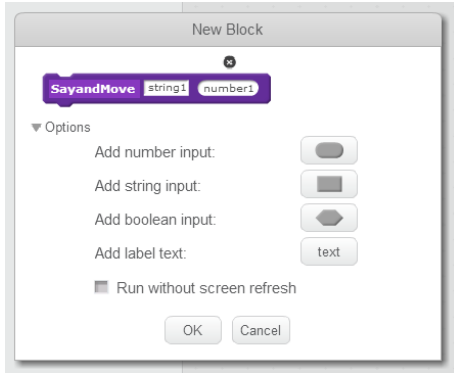 New Block
SayandMove string1 number1
Options
Add number input:
Add string input:
Add boolean input:
Add label text: text
Run without screen refresh
OK Cancel